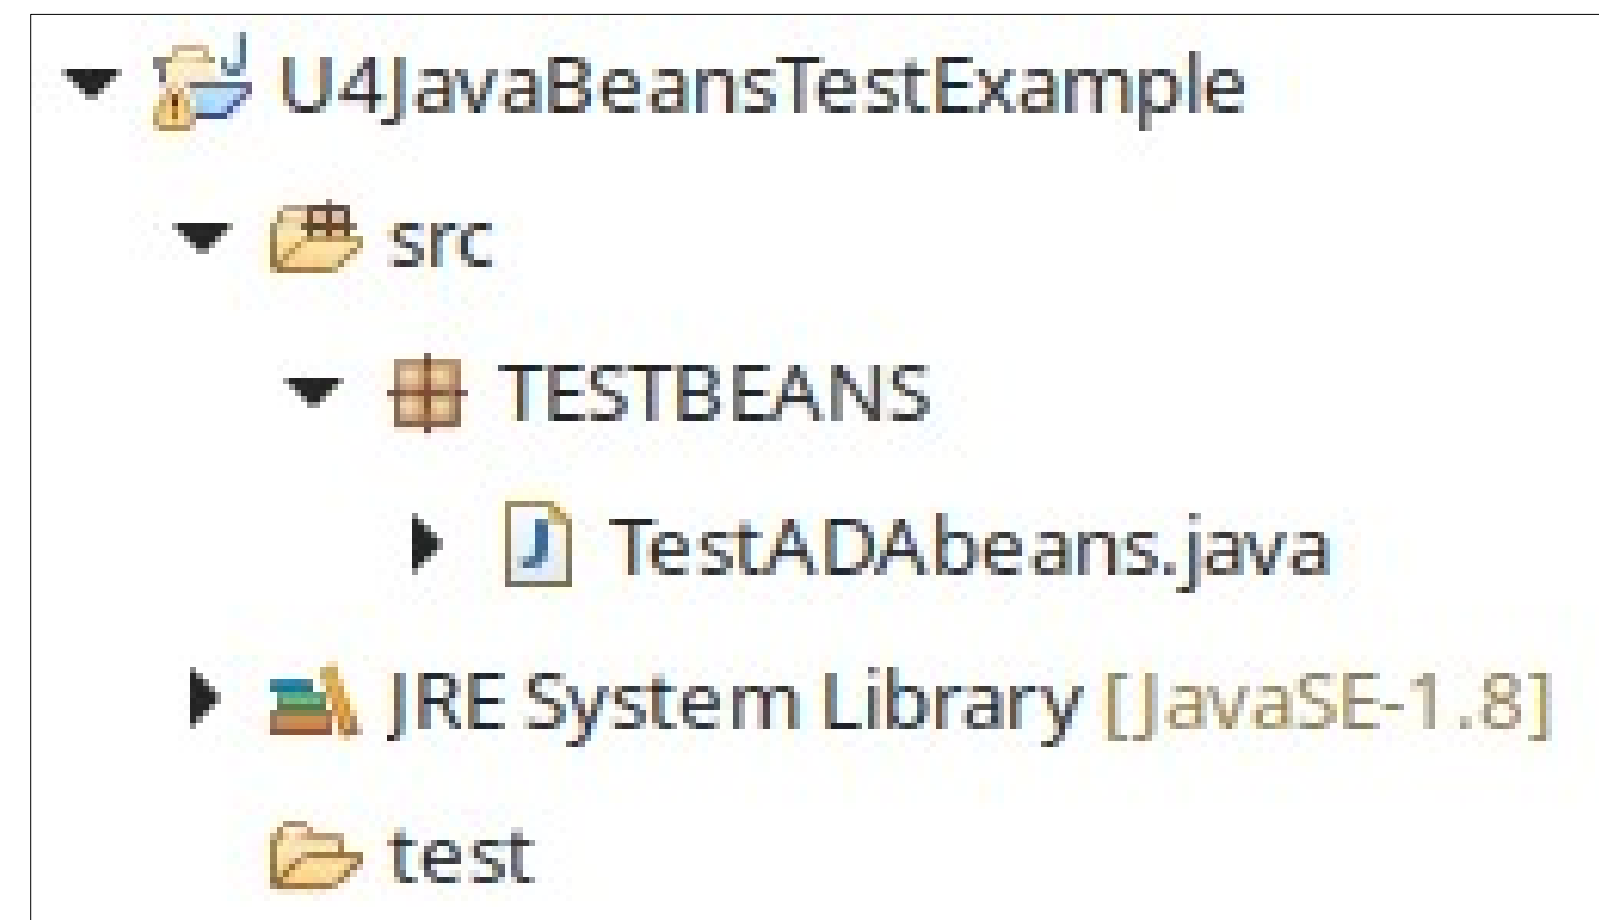 U4JavaBeansTestExample
src
TESTBEANS
TestADAbeans.java
JRE System Library [JavaSE-1.8]
test